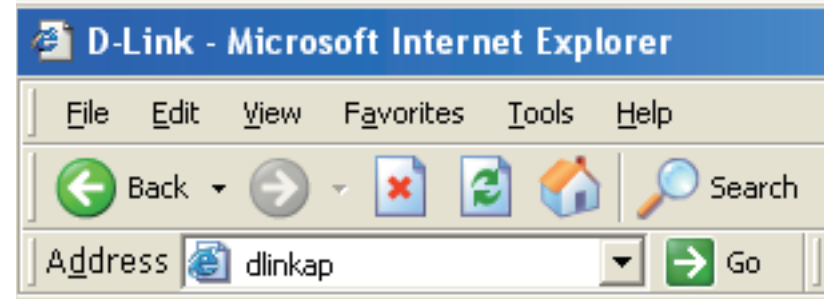 D-Link - Microsoft Internet Explorer
File Edit View Favorites Tools Help
Back Search
Address dlinkap Go